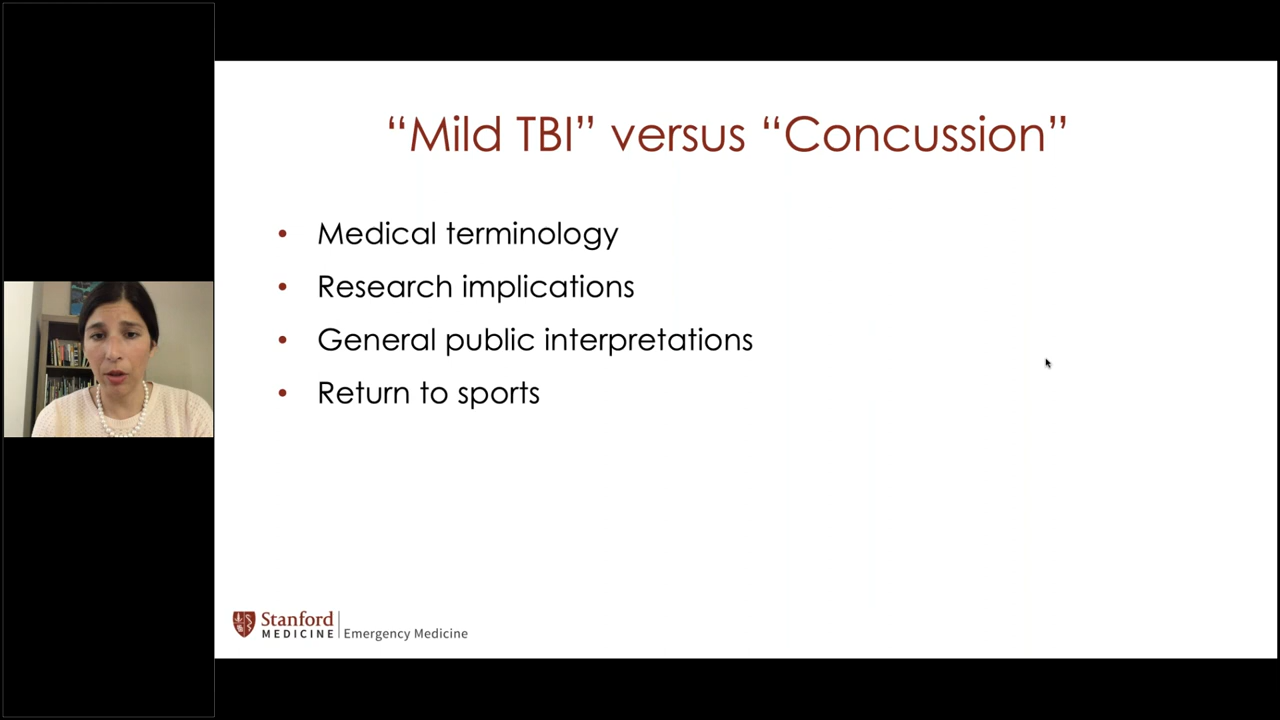 “Mild TBI” versus “Concussion”
• Medical terminology
• Research implications
• General public interpretations
• Return to sports
Stanford
MEDICINE
Emergency Medicine